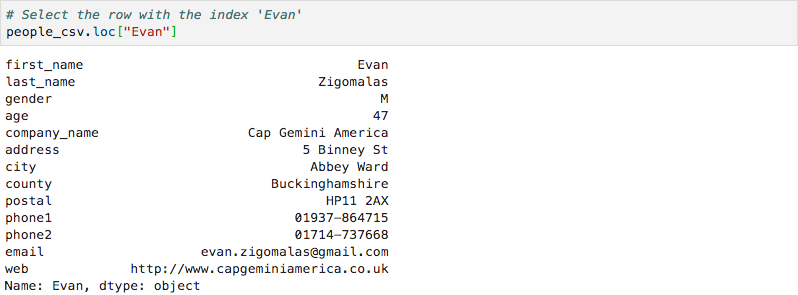 # Select the row with the index 'Evan'
people_csv.loc["Evan"]
first_name Evan
last_name Zigomalas
gender M
age 47
company_name Cap Gemini America
address 5 Binney St
city Abbey Ward
county Buckinghamshire
postal HP11 2AX
phone1 01937-864715
phone2 01714-737668
email evan.zigomalas@gmail.com
web http://www.capgeminiamerica.co.uk
Name: Evan, dtype: object